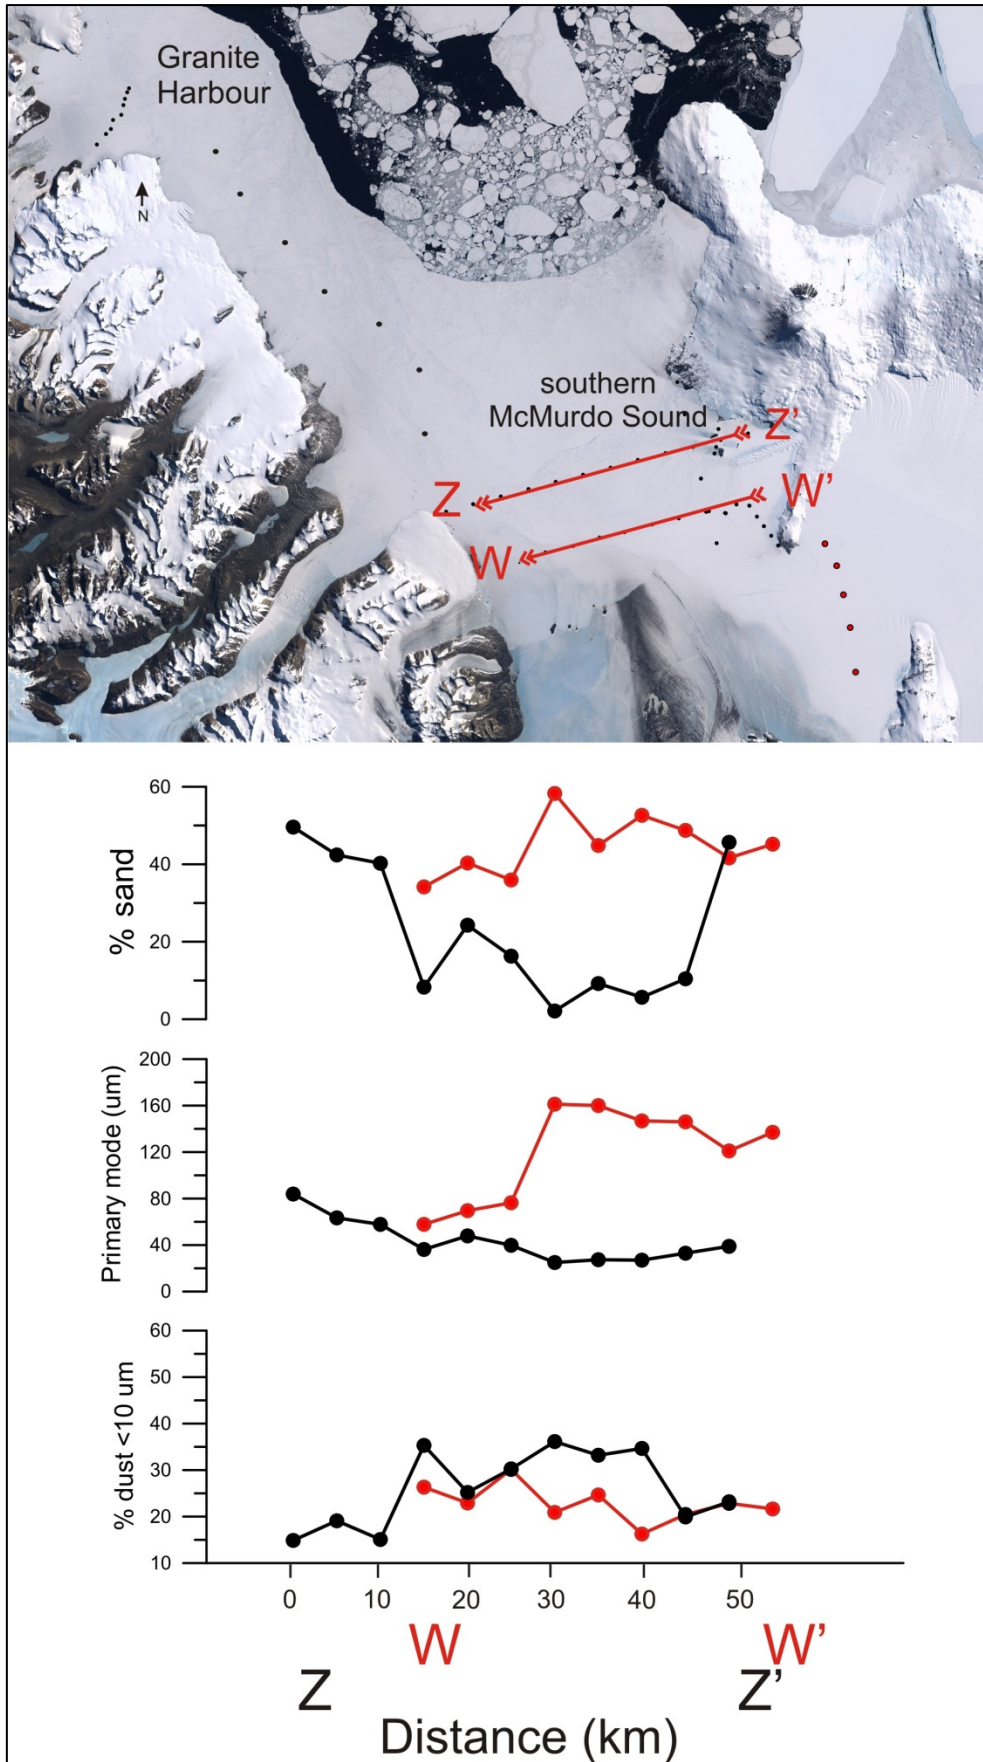 Granite
Harbour
N
southern
McMurdo Sound
Z'
Z
W'
W
60
40
20
0
% sand
200
160
120
80
40
0
Primary mode (um)
60
50
40
30
20
10
% dust <10 um
0 10 20 30 40 50
W W'
Z Z'
Distance (km)